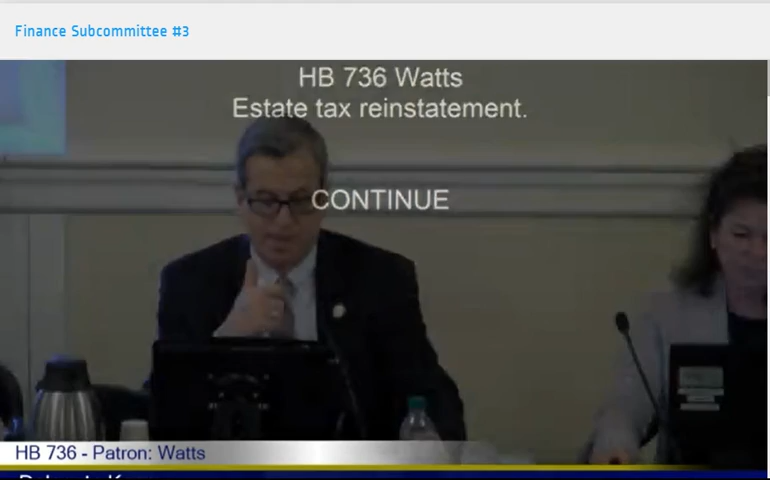 Finance Subcommittee #3
HB 736 Watts
Estate tax reinstatement.
CONTINUE
HB 736 - Patron: Watts